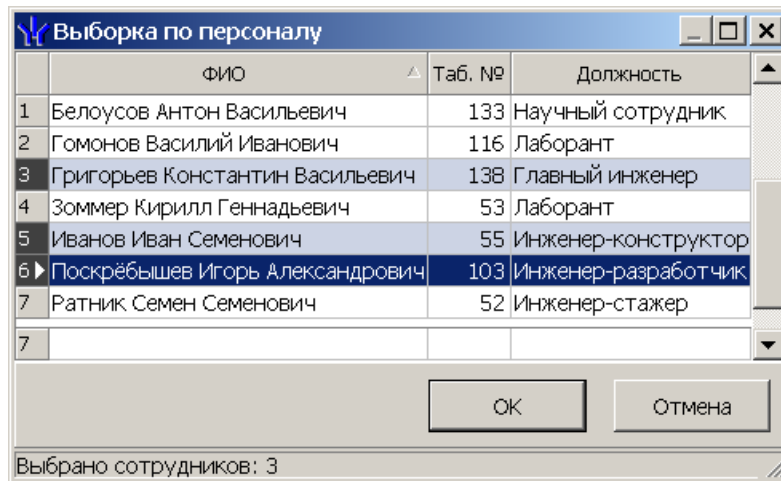 Выборка по персоналу
ФИО Таб. № Должность
1 Белоусов Антон Васильевич 133 Научный сотрудник
2 Гомонов Василий Иванович 116 Лаборант
3 Григорьев Константин Васильевич 138 Главный инженер
4 Зоммер Кирилл Геннадьевич 53 Лаборант
5 Иванов Иван Семенович 55 Инженер-конструктор
6 Поскрёбышев Игорь Александрович 103 Инженер-разработчик
7 Ратник Семен Семенович 52 Инженер-стажер
7
ОК Отмена
Выбрано сотрудников: 3